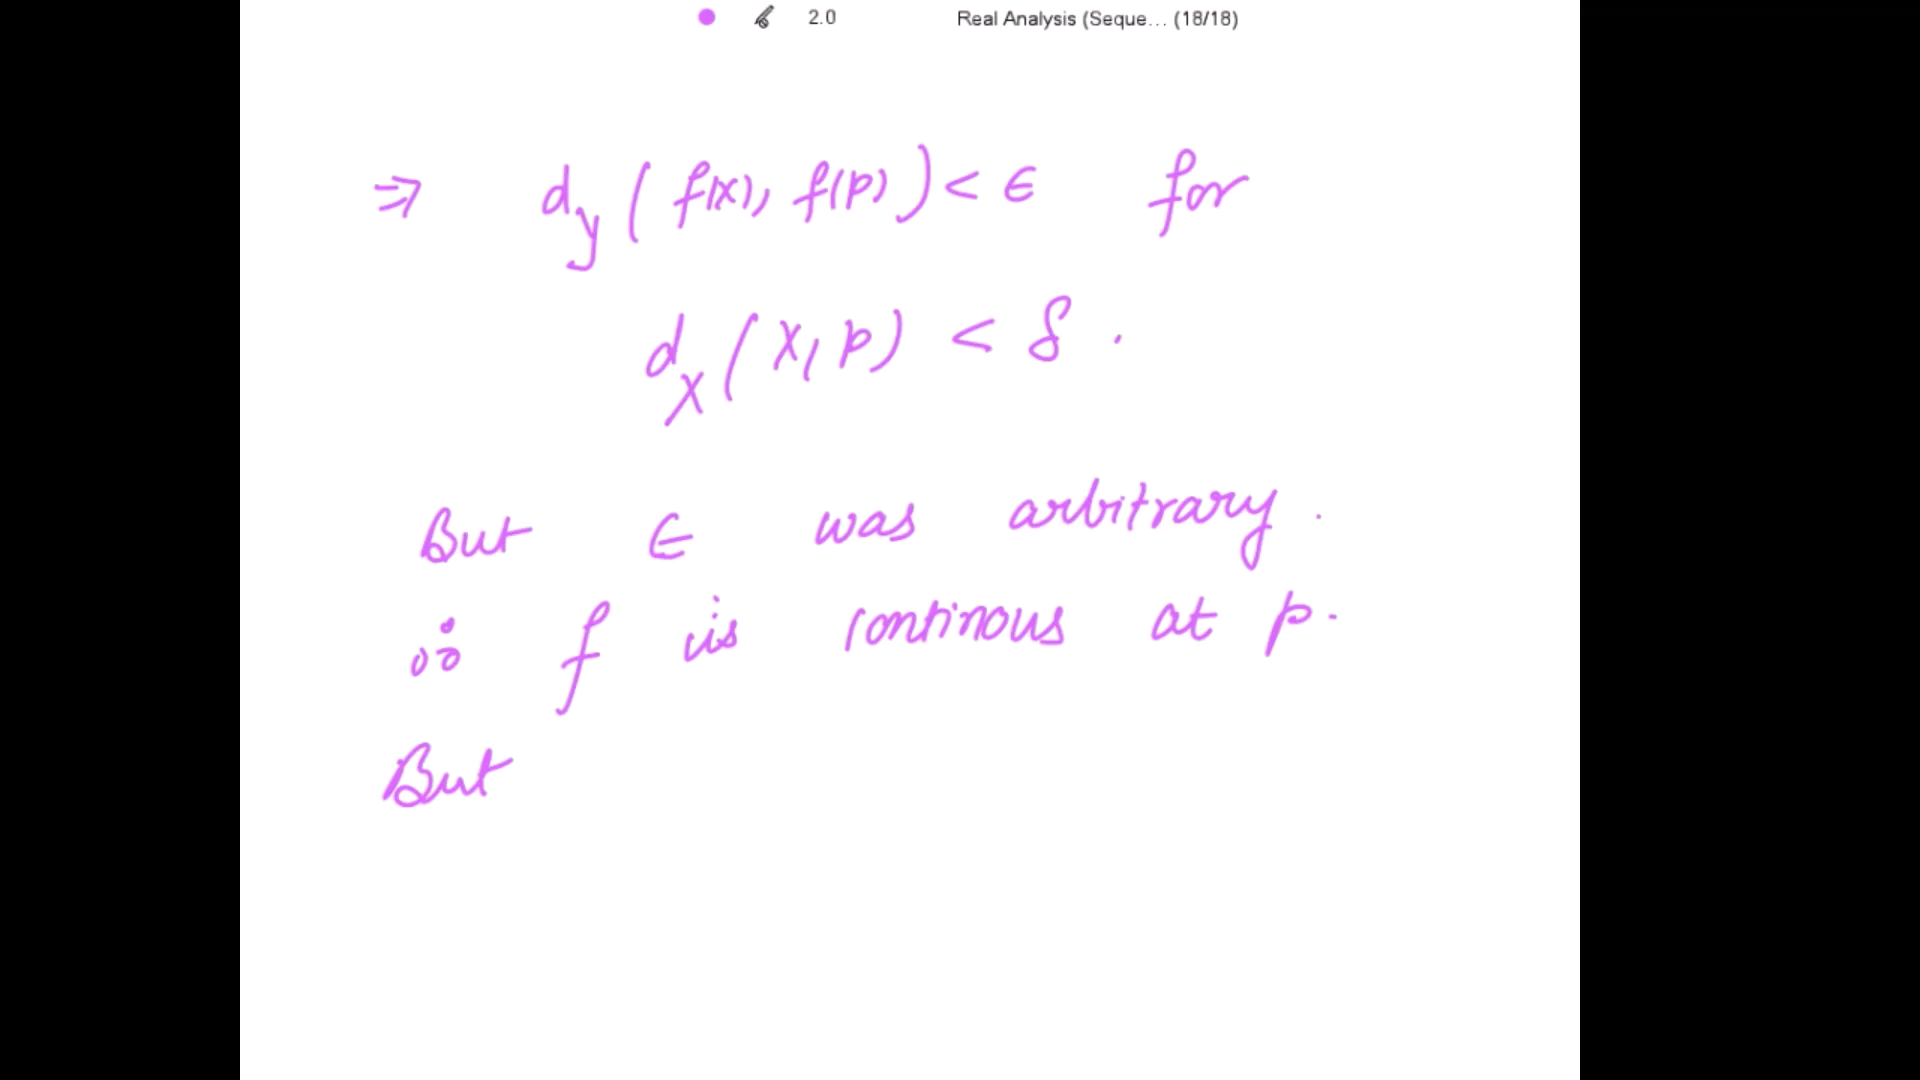 2.0 Real Analysis (Seque... (18/18)
⇒ d_y ( f(x), f(p) ) < ϵ for
d_x ( x, p ) < δ .
But ϵ was arbitrary .
∴ f is continous at p .
But